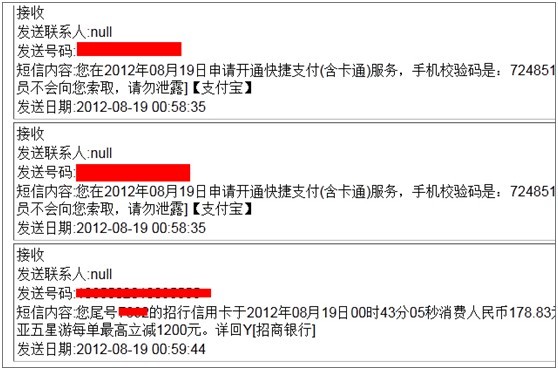 接收
发送联系人:null
发送号码:
短信内容:您在2012年08月19日申请开通快捷支付(含卡通)服务，手机校验码是：724851
员不会向您索取，请勿泄露]【支付宝】
发送日期:2012-08-19 00:58:35
接收
发送联系人:null
发送号码:
短信内容:您在2012年08月19日申请开通快捷支付(含卡通)服务，手机校验码是：724851
员不会向您索取，请勿泄露]【支付宝】
发送日期:2012-08-19 00:58:35
接收
发送联系人:null
发送号码:
短信内容:您尾号的招行信用卡于2012年08月19日00时43分05秒消费人民币178.83元
亚五星游每单最高立减1200元。详回Y[招商银行]
发送日期:2012-08-19 00:59:44